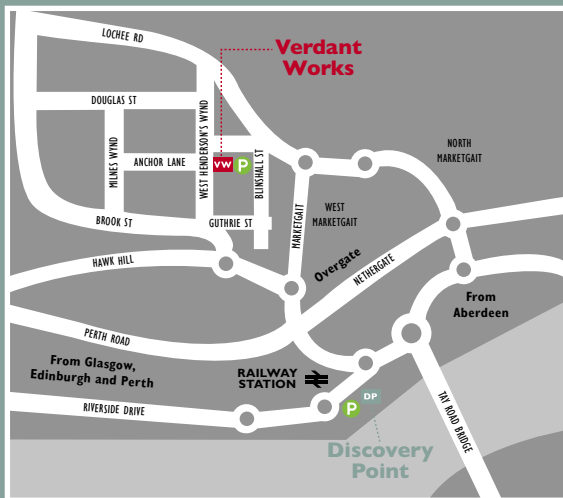 LOCHEE RD
Verdant
Works
DOUGLAS ST
WEST HENDERSON'S WYND
MILNES WYND
ANCHOR LANE
VW
P
BLINSHALL ST
NORTH
MARKETGAIT
BROOK ST
GUTHRIE ST
MARKETGAIT
WEST
MARKETGAIT
HAWK HILL
Overgate
NETHERGATE
From
Aberdeen
PERTH ROAD
From Glasgow,
Edinburgh and Perth
RAILWAY
STATION
RIVERSIDE DRIVE
P
DP
TAY ROAD BRIDGE
Discovery
Point